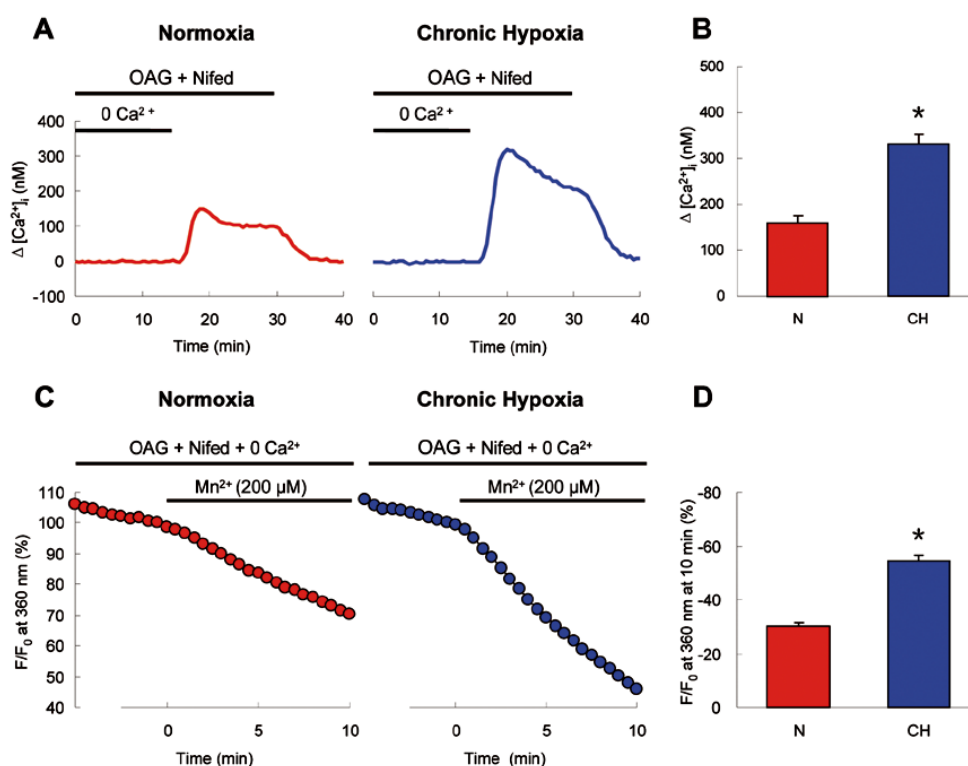 A
Normoxia
Chronic Hypoxia
OAG + Nifed
OAG + Nifed
0 Ca²⁺
0 Ca²⁺
Δ [Ca²⁺]ᵢ (nM)
400
300
200
100
0
-100
0 10 20 30 40
0 10 20 30 40
Time (min)
Time (min)
B
Δ [Ca²⁺]ᵢ (nM)
500
400
300
200
100
0
*
N CH
C
Normoxia
Chronic Hypoxia
OAG + Nifed + 0 Ca²⁺
OAG + Nifed + 0 Ca²⁺
Mn²⁺ (200 µM)
Mn²⁺ (200 µM)
F/F₀ at 360 nm (%)
110
100
90
80
70
60
50
40
0 5 10
0 5 10
Time (min)
Time (min)
D
F/F₀ at 360 nm at 10 min (%)
-80
-60
-40
-20
0
*
N CH